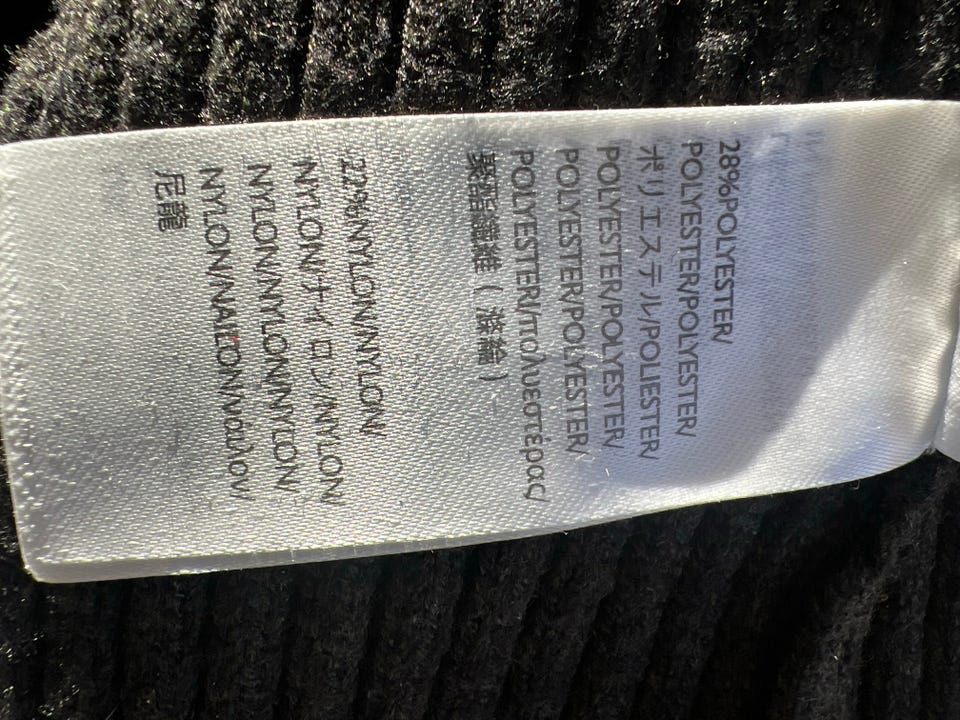 28%POLYESTER/
POLYESTER/POLYESTER/
ポリエステル/POLIESTER/
POLYESTER/POLYESTER/
POLYESTER/POLYESTER/
POLYESTER/πολυεστέρας/
聚酯纖維 ( 滌綸 )
22%NYLON/NYLON/
NYLON/ナイロン/NYLON/
NYLON/NYLON/NYLON/
NYLON/NAILON/ναυλον/
尼龍